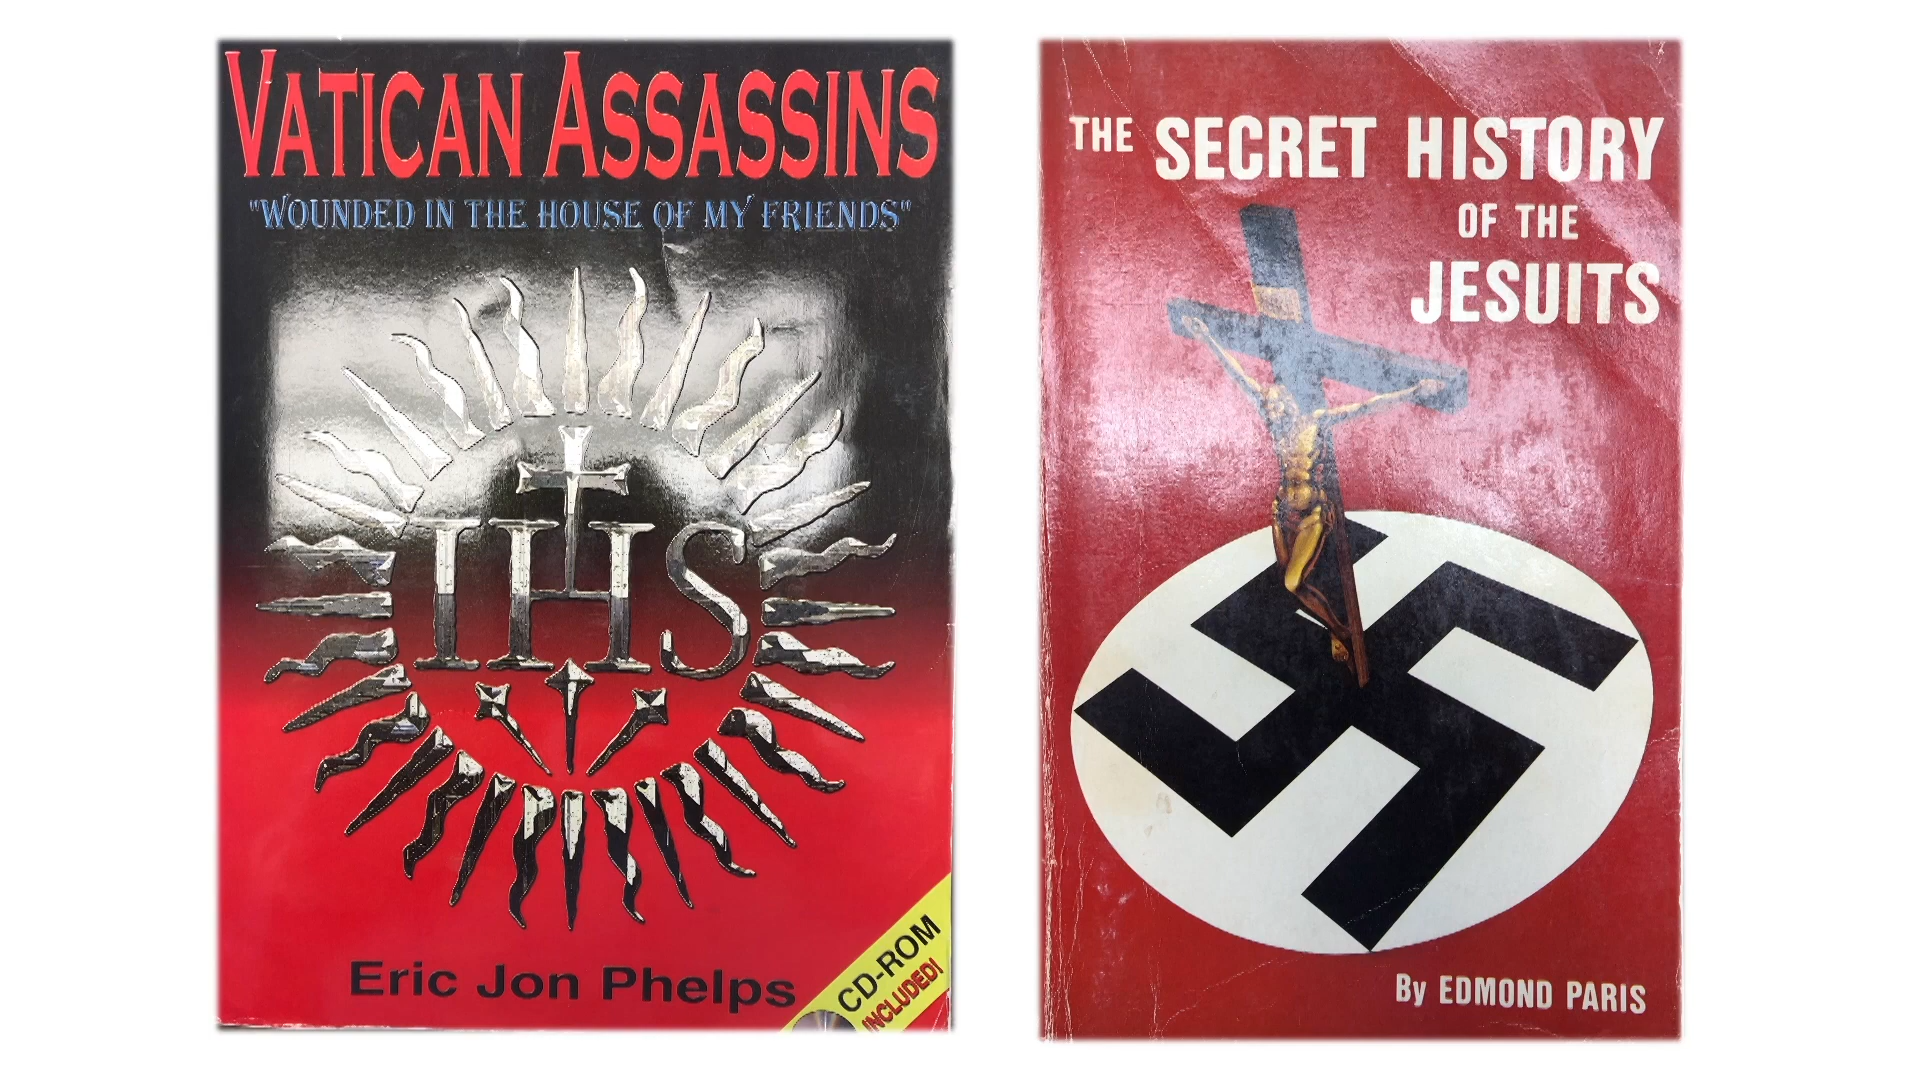 VATICAN ASSASSINS
"WOUNDED IN THE HOUSE OF MY FRIENDS"
IHS
Eric Jon Phelps
CD-ROM
INCLUDED!
THE SECRET HISTORY
OF THE
JESUITS
By EDMOND PARIS